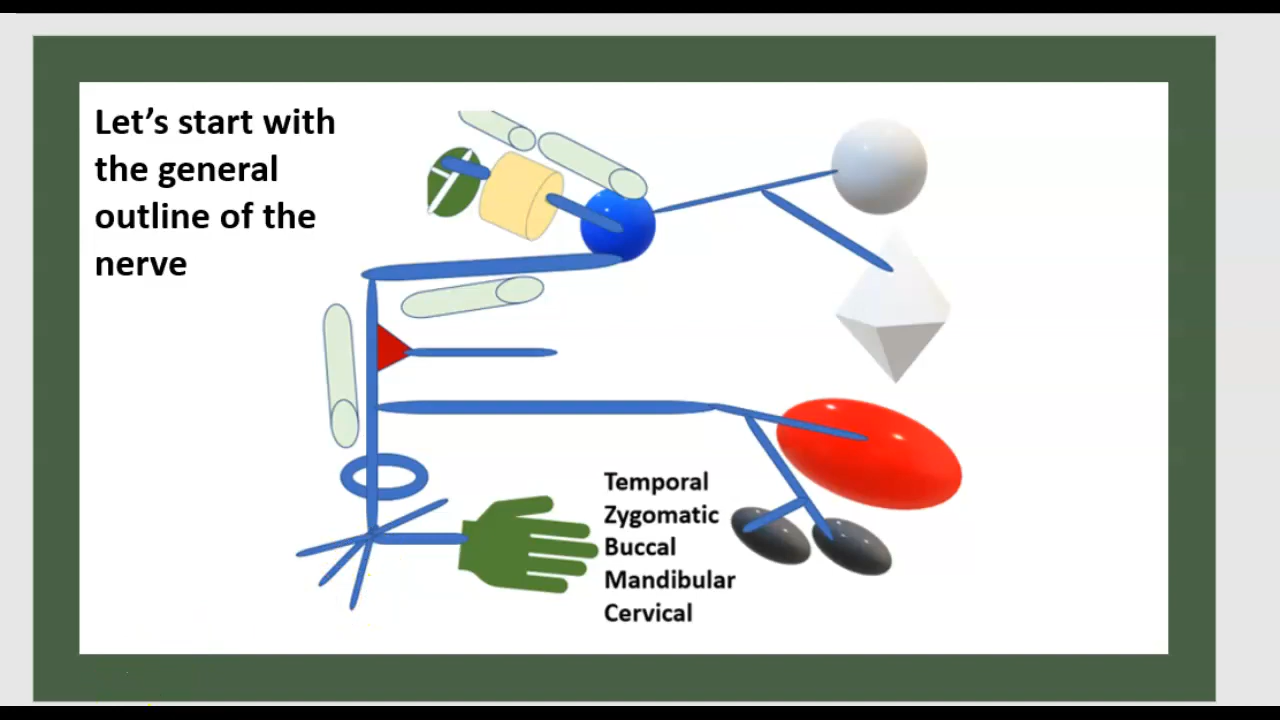 Let’s start with
the general
outline of the
nerve
Temporal
Zygomatic
Buccal
Mandibular
Cervical